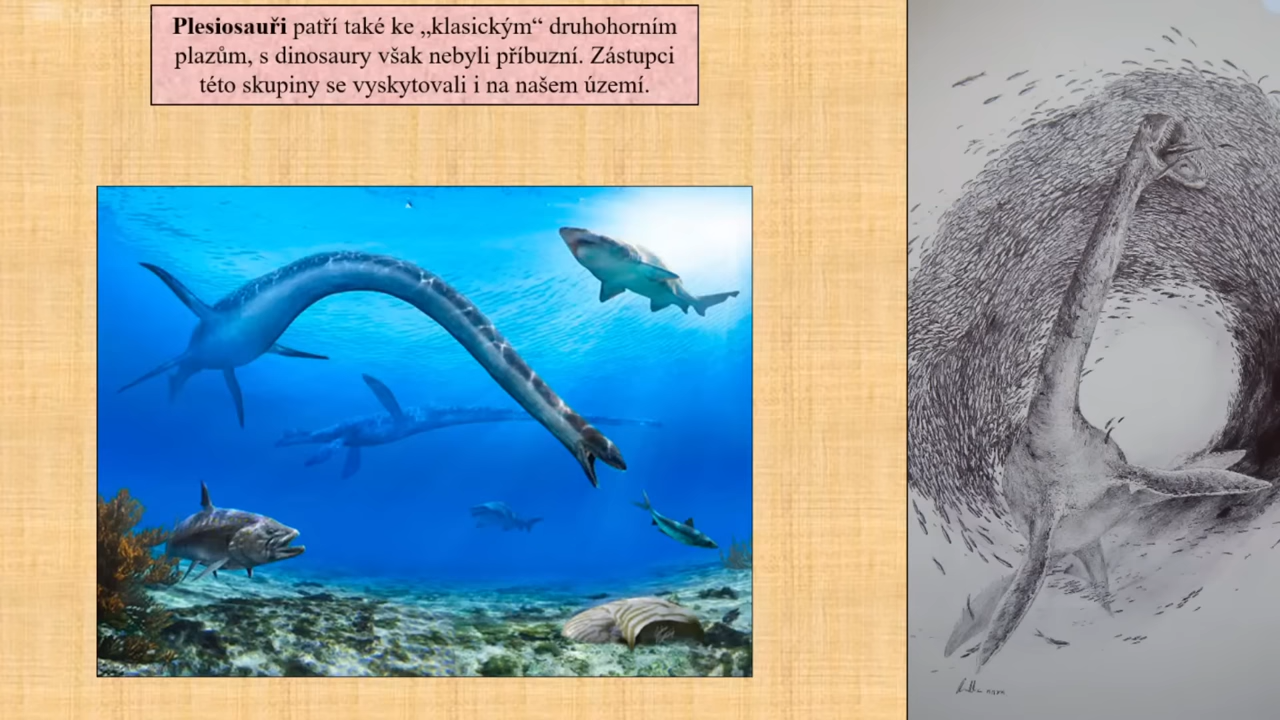 Plesiosauři patří také ke „klasickým“ druhohorním
plazům, s dinosaury však nebyli příbuzní. Zástupci
této skupiny se vyskytovali i na našem území.